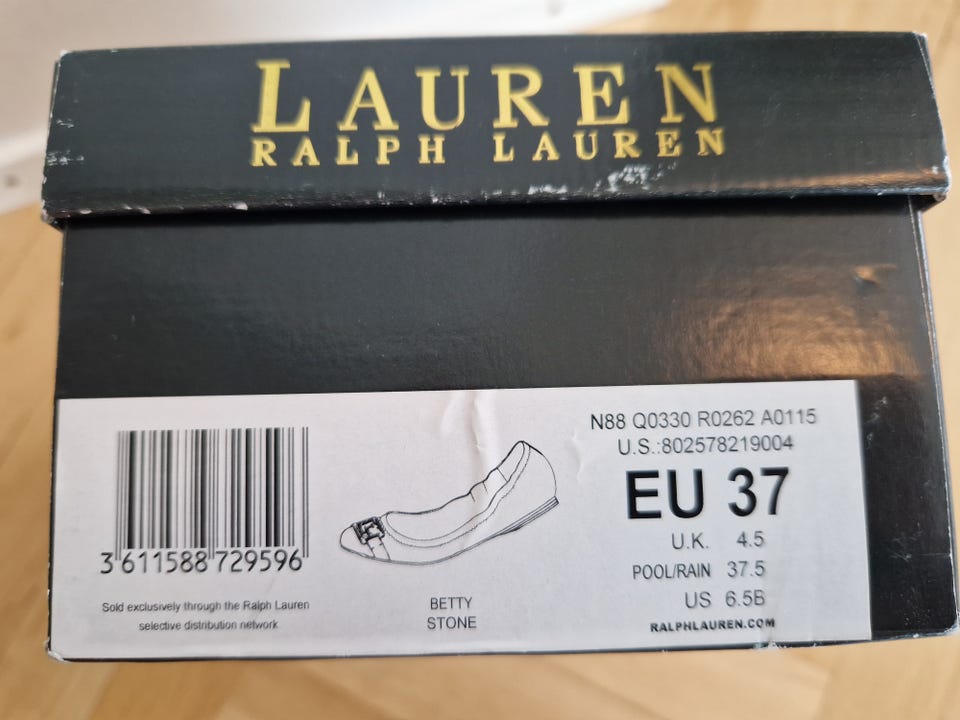 LAUREN
RALPH LAUREN
N88 Q0330 R0262 A0115
U.S.:802578219004
EU 37
U.K. 4.5
POOL/RAIN 37.5
US 6.5B
RALPHLAUREN.COM
3 611588 729596
Sold exclusively through the Ralph Lauren
selective distribution network
BETTY
STONE